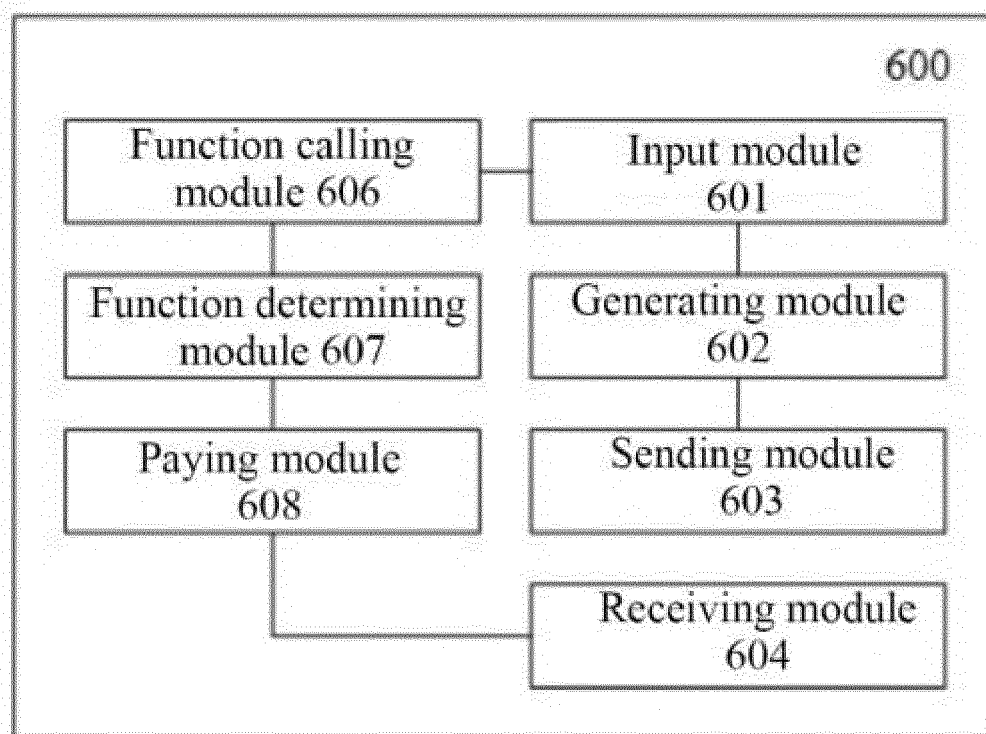 600
Function calling
module 606
Input module
601
Function determining
module 607
Generating module
602
Paying module
608
Sending module
603
Receiving module
604